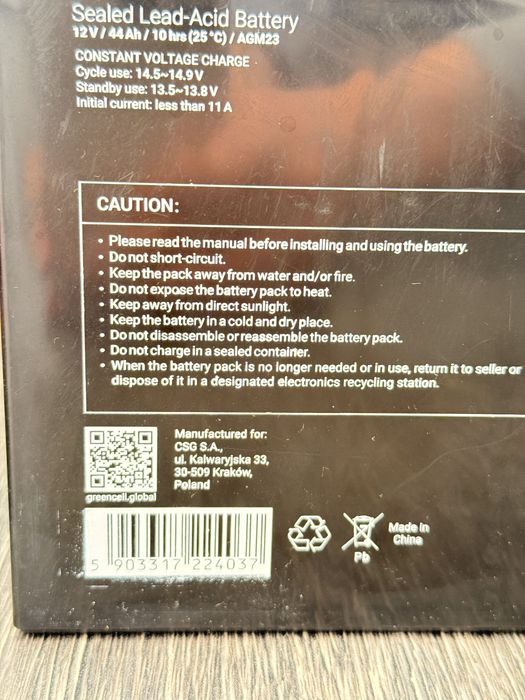 Sealed Lead-Acid Battery
12 V / 44 Ah / 10 hrs (25 °C) / AGM23
CONSTANT VOLTAGE CHARGE
Cycle use: 14.5~14.9 V
Standby use: 13.5~13.8 V
Initial current: less than 11 A
CAUTION:
• Please read the manual before installing and using the battery.
• Do not short-circuit.
• Keep the pack away from water and/or fire.
• Do not expose the battery pack to heat.
• Keep away from direct sunlight.
• Keep the battery in a cold and dry place.
• Do not disassemble or reassemble the battery pack.
• Do not charge in a sealed container.
• When the battery pack is no longer needed or in use, return it to seller or
dispose of it in a designated electronics recycling station.
Manufactured for:
CSG S.A.,
ul. Kalwaryjska 33,
30-509 Kraków,
Poland
greencell.global
5 903317 224037
Pb
Made in
China